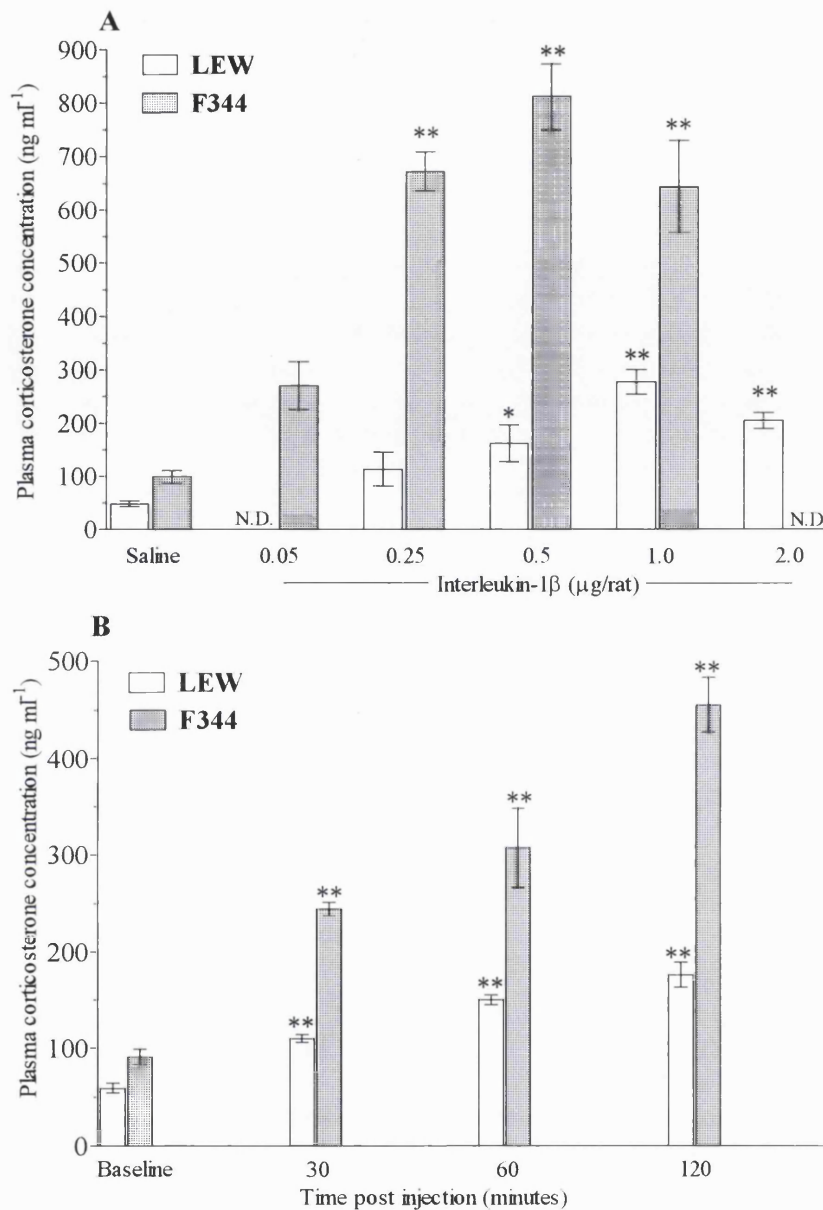 A
Plasma corticosterone concentration (ng ml⁻¹)
900
800
700
600
500
400
300
200
100
0
LEW
F344
**
**
*
**
**
**
N.D.
N.D
Saline
0.05
0.25
0.5
1.0
2.0
Interleukin-1β (μg/rat)
B
Plasma corticosterone concentration (ng ml⁻¹)
500
400
300
200
100
0
LEW
F344
**
**
**
**
**
**
Baseline
30
60
120
Time post injection (minutes)